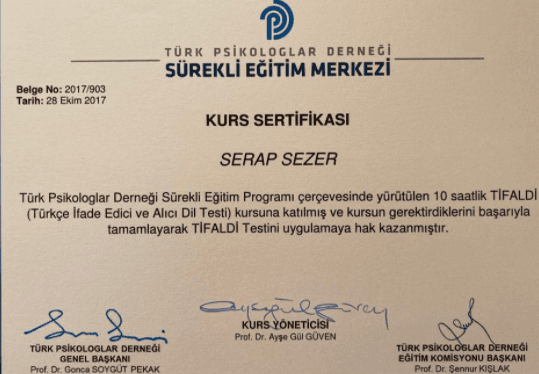 TÜRK PSİKOLOGLAR DERNEĞİ
SÜREKLİ EĞİTİM MERKEZİ
Belge No: 2017/903
Tarih: 28 Ekim 2017
KURS SERTİFİKASI
SERAP SEZER
Türk Psikologlar Derneği Sürekli Eğitim Programı çerçevesinde yürütülen 10 saatlik TİFALDİ
(Türkçe İfade Edici ve Alıcı Dil Testi) kursuna katılmış ve kursun gerektirdiklerini başarıyla
tamamlayarak TİFALDİ Testini uygulamaya hak kazanmıştır.
Ayşegül Güven
KURS YÖNETİCİSİ
Prof. Dr. Ayşe Gül GÜVEN
TÜRK PSİKOLOGLAR DERNEĞİ
GENEL BAŞKANI
Prof. Dr. Gonca SOYGÜT PEKAK
TÜRK PSİKOLOGLAR DERNEĞİ
EĞİTİM KOMİSYONU BAŞKANI
Prof. Dr. Şennur KIŞLAK